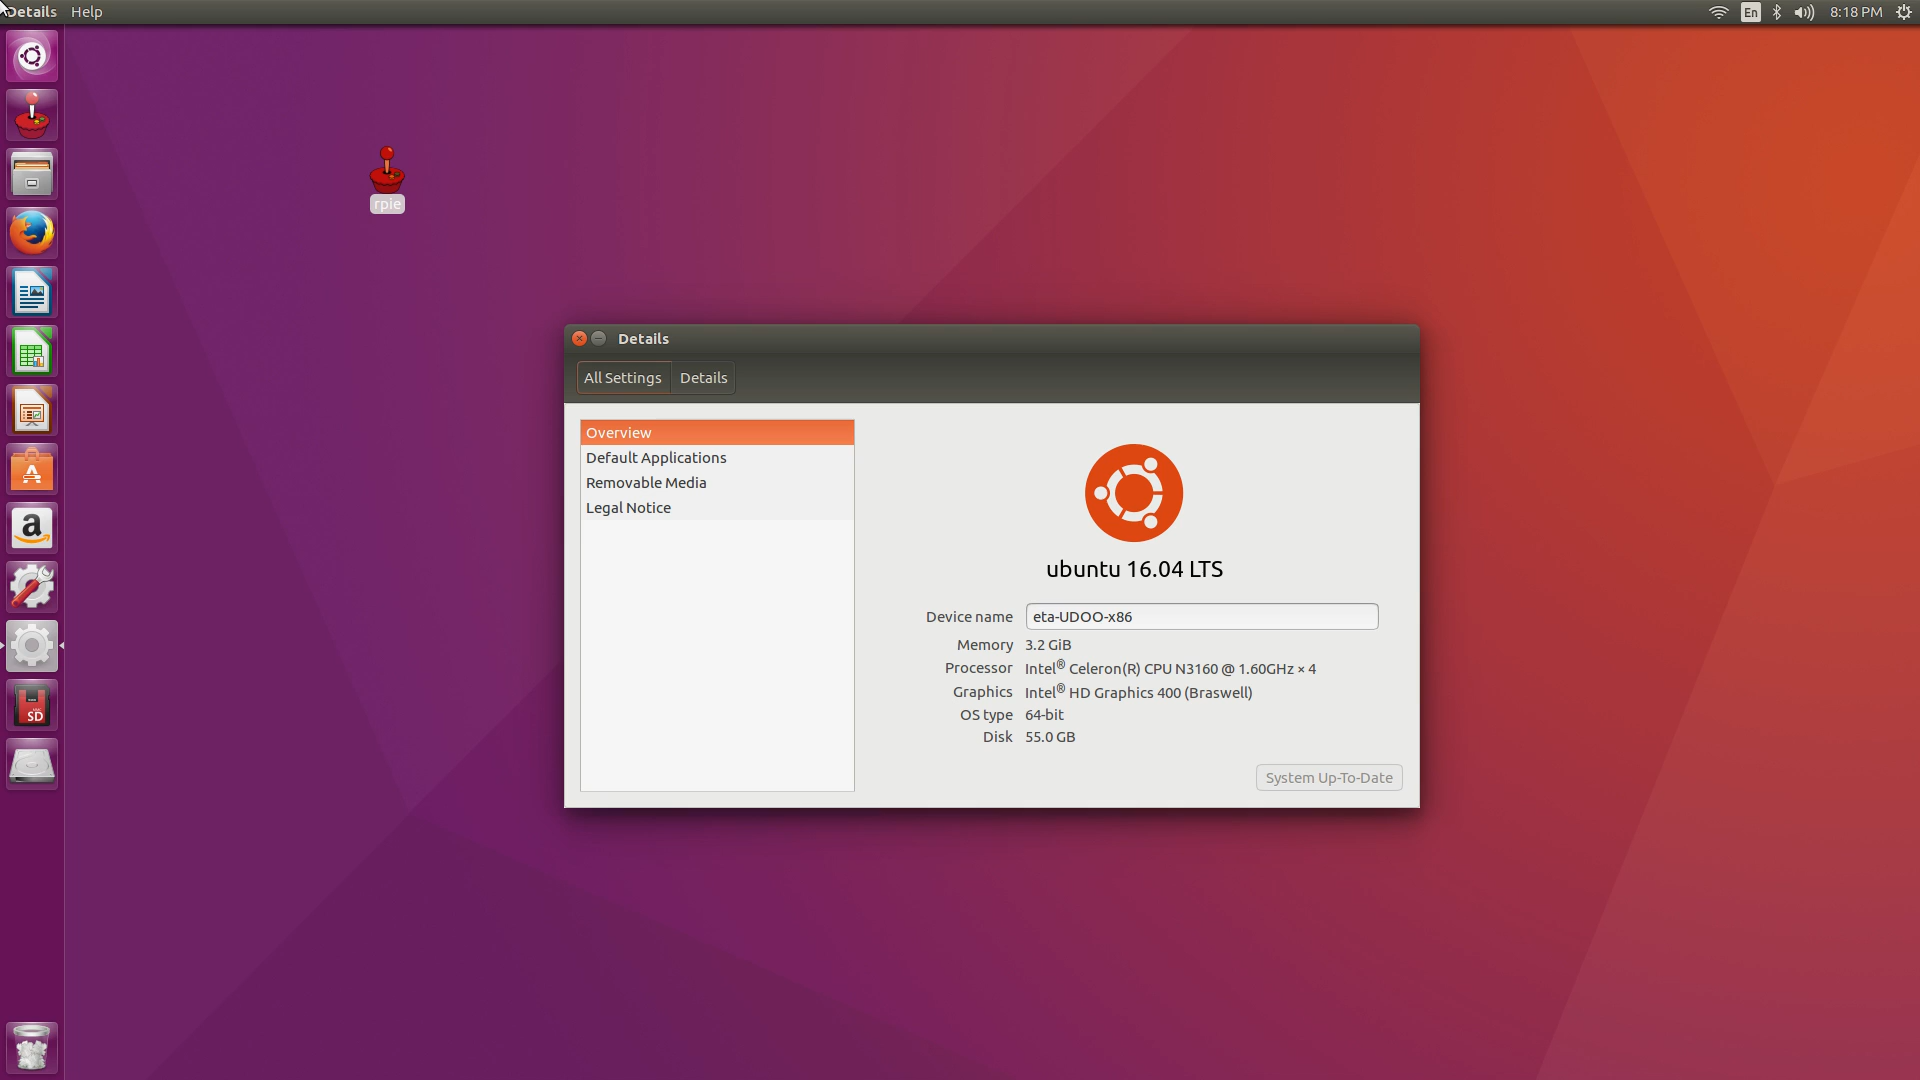 Details Help
En 8:18 PM
rpie
A
a
SD
Details
All Settings Details
Overview
Default Applications
Removable Media
Legal Notice
ubuntu 16.04 LTS
Device name eta-UDOO-x86
Memory 3.2 GiB
Processor Intel® Celeron(R) CPU N3160 @ 1.60GHz × 4
Graphics Intel® HD Graphics 400 (Braswell)
OS type 64-bit
Disk 55.0 GB
System Up-To-Date